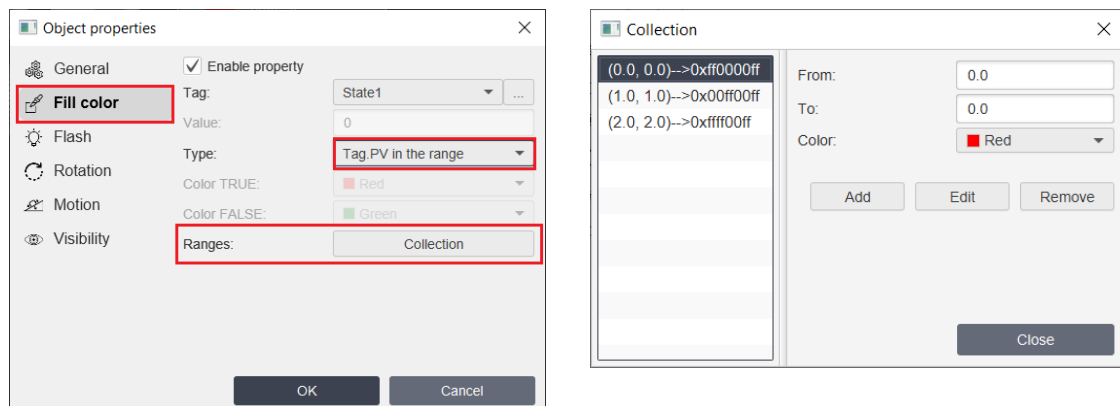 Object properties
General
Fill color
Flash
Rotation
Motion
Visibility
Enable property
Tag: State1 ...
Value: 0
Type: Tag.PV in the range
Color TRUE: Red
Color FALSE: Green
Ranges: Collection
OK Cancel
Collection
(0.0, 0.0)-->0xff0000ff
(1.0, 1.0)-->0x00ff00ff
(2.0, 2.0)-->0xffff00ff
From: 0.0
To: 0.0
Color: Red
Add Edit Remove
Close